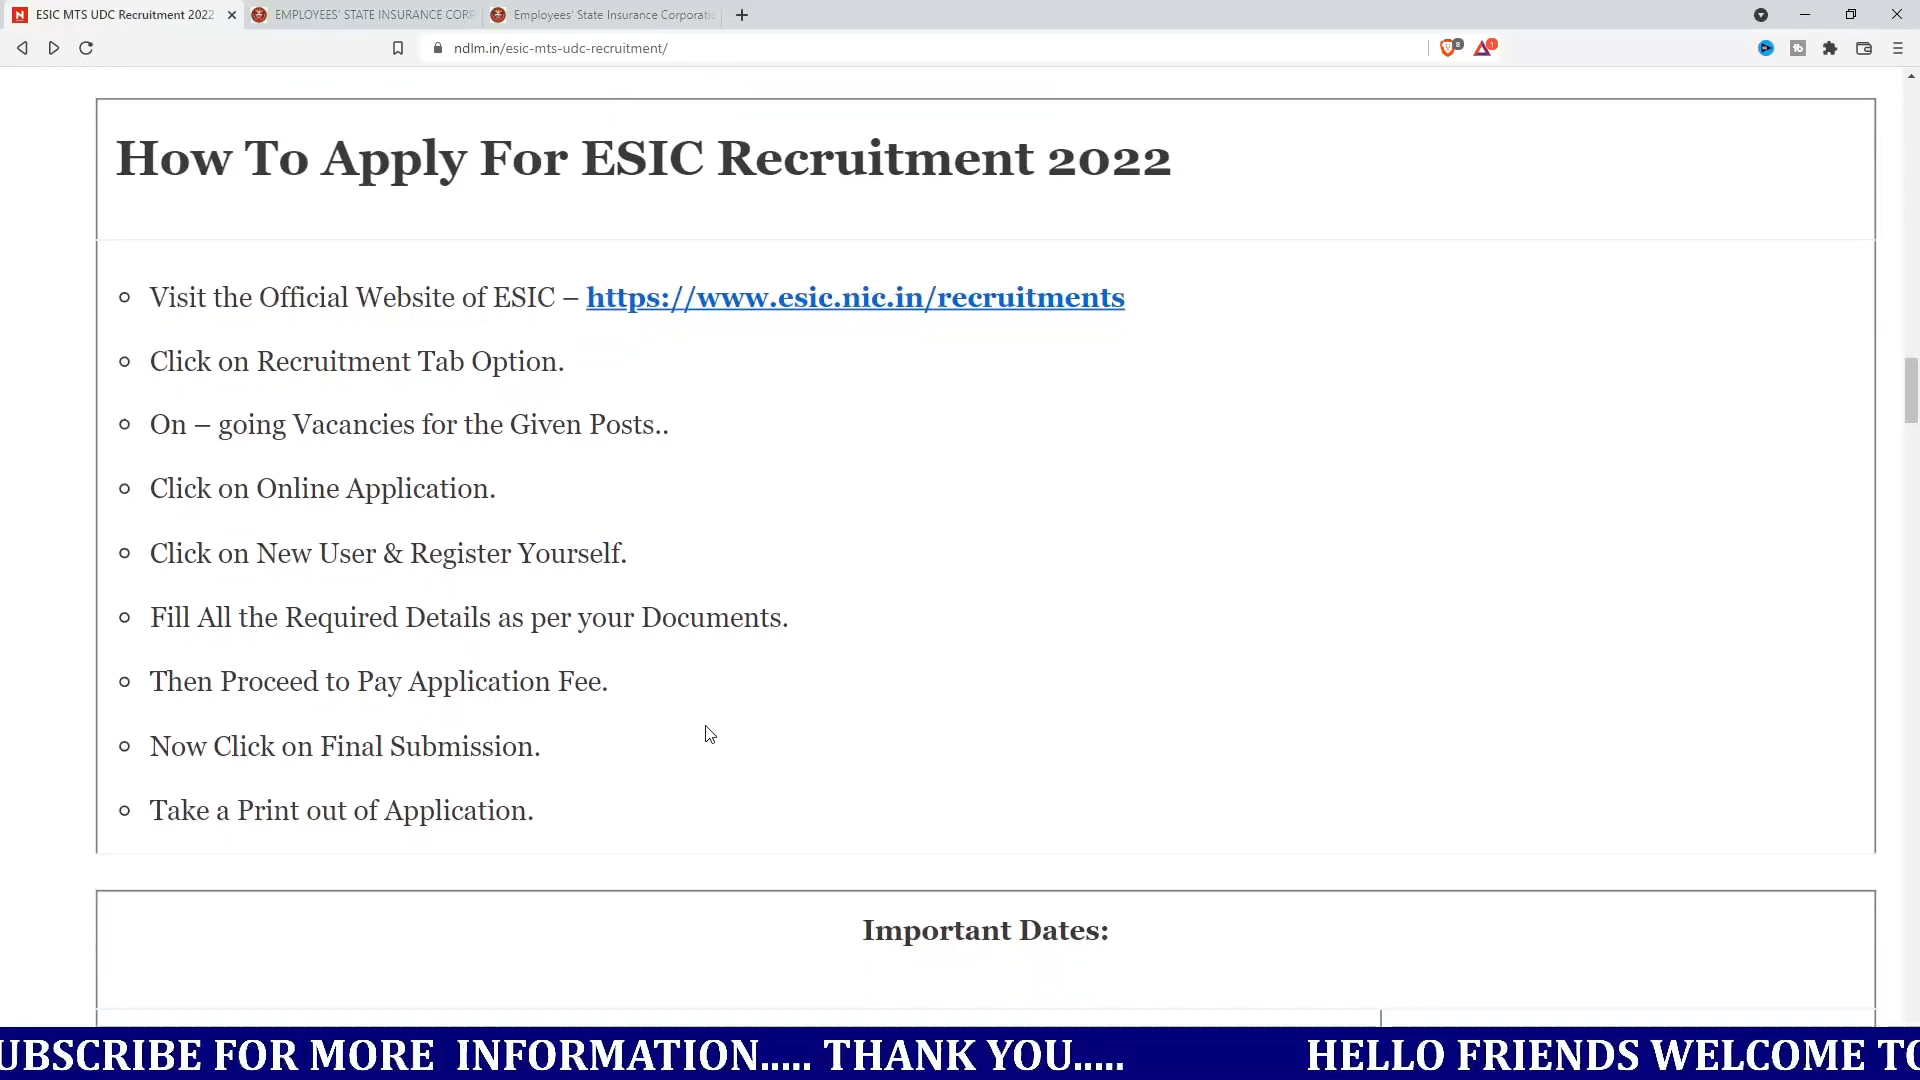 ESIC MTS UDC Recruitment 2022
EMPLOYEES' STATE INSURANCE CORP
Employees' State Insurance Corporati
ndlm.in/esic-mts-udc-recruitment/
8
1
How To Apply For ESIC Recruitment 2022
Visit the Official Website of ESIC – https://www.esic.nic.in/recruitments
Click on Recruitment Tab Option.
On – going Vacancies for the Given Posts..
Click on Online Application.
Click on New User & Register Yourself.
Fill All the Required Details as per your Documents.
Then Proceed to Pay Application Fee.
Now Click on Final Submission.
Take a Print out of Application.
Important Dates:
UBSCRIBE FOR MORE INFORMATION..... THANK YOU..... HELLO FRIENDS WELCOME TO